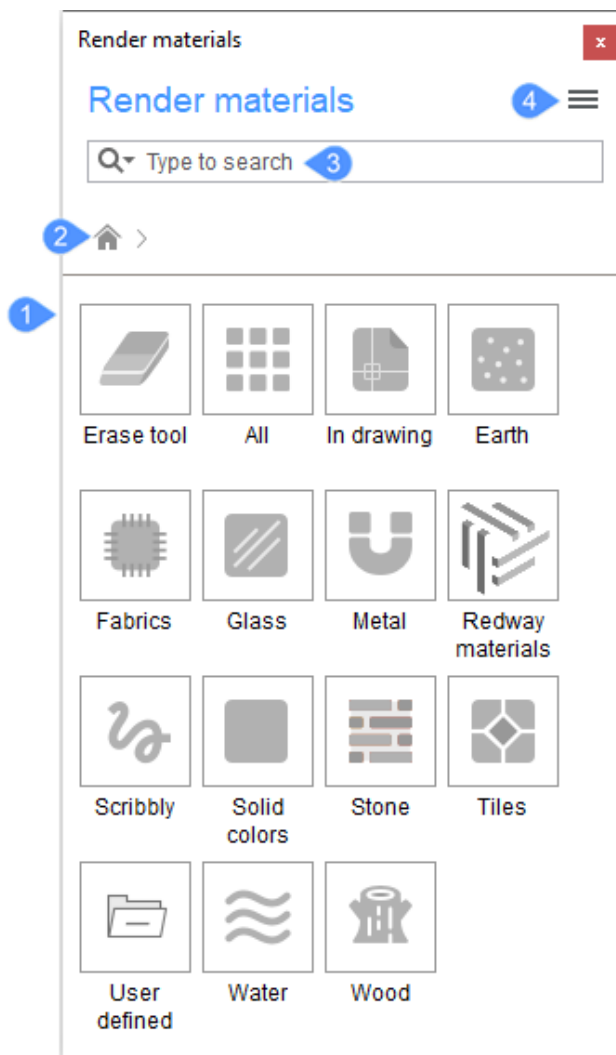 Render materials
x
Render materials
4
Type to search
3
2
1
Erase tool
All
In drawing
Earth
Fabrics
Glass
Metal
Redway
materials
Scribbly
Solid
colors
Stone
Tiles
User
defined
Water
Wood